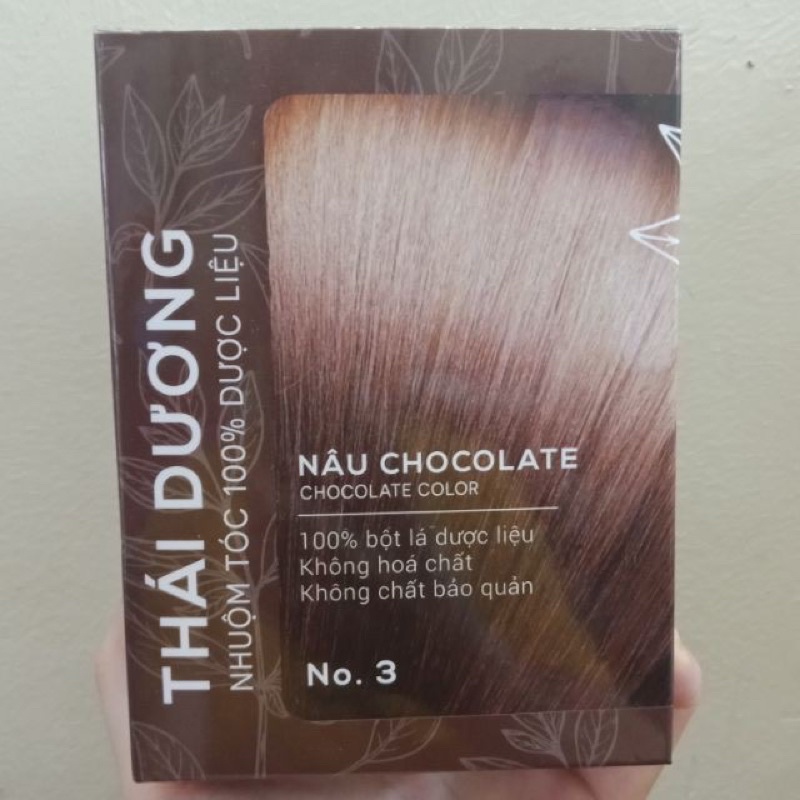 THÁI DƯƠNG
NHUỘM TÓC 100% DƯỢC LIỆU
NÂU CHOCOLATE
CHOCOLATE COLOR
100% bột lá dược liệu
Không hoá chất
Không chất bảo quản
No. 3